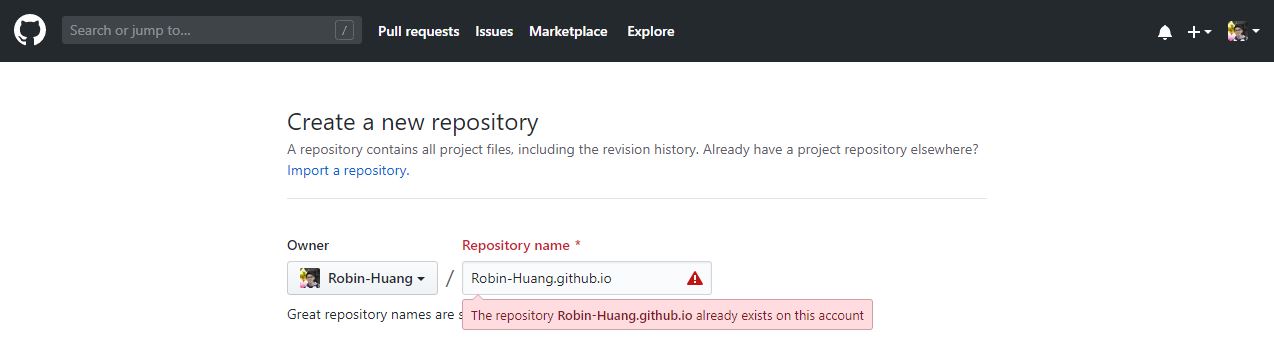 Search or jump to... /
Pull requests Issues Marketplace Explore
Create a new repository
A repository contains all project files, including the revision history. Already have a project repository elsewhere?
Import a repository.
Owner
Repository name *
Robin-Huang / Robin-Huang.github.io
Great repository names are
The repository Robin-Huang.github.io already exists on this account